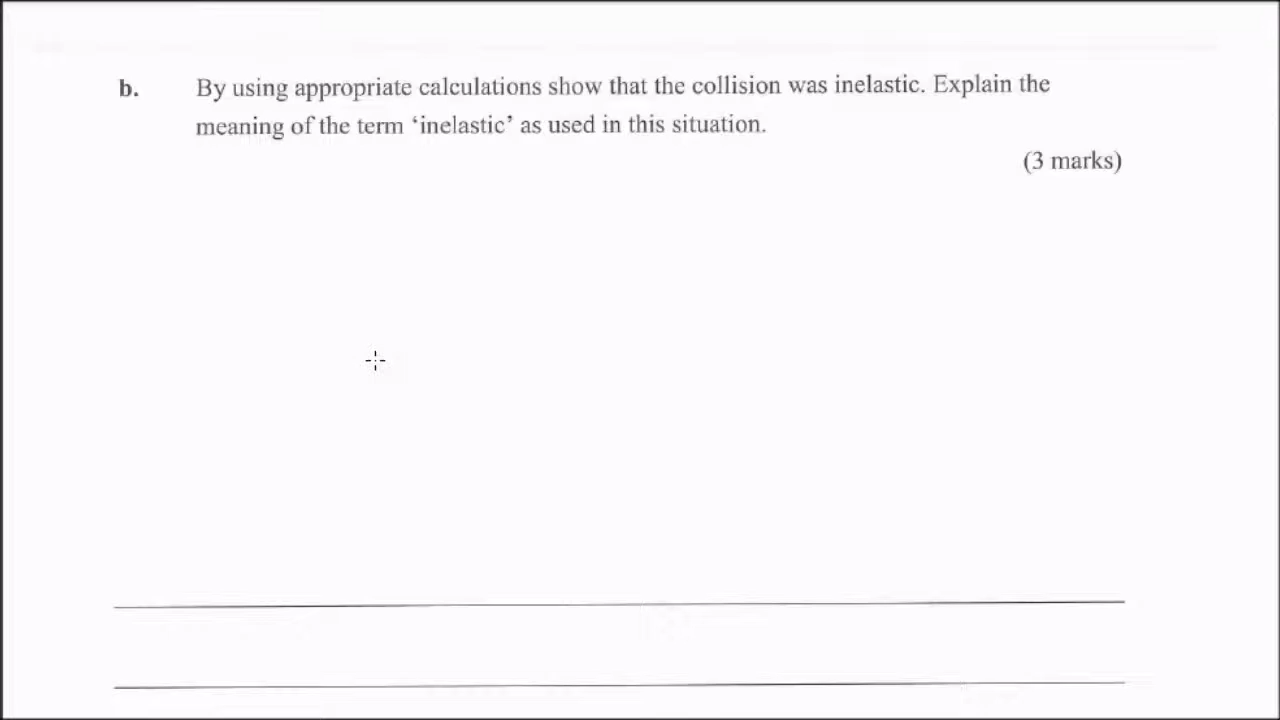 b. By using appropriate calculations show that the collision was inelastic. Explain the
meaning of the term ‘inelastic’ as used in this situation.
(3 marks)